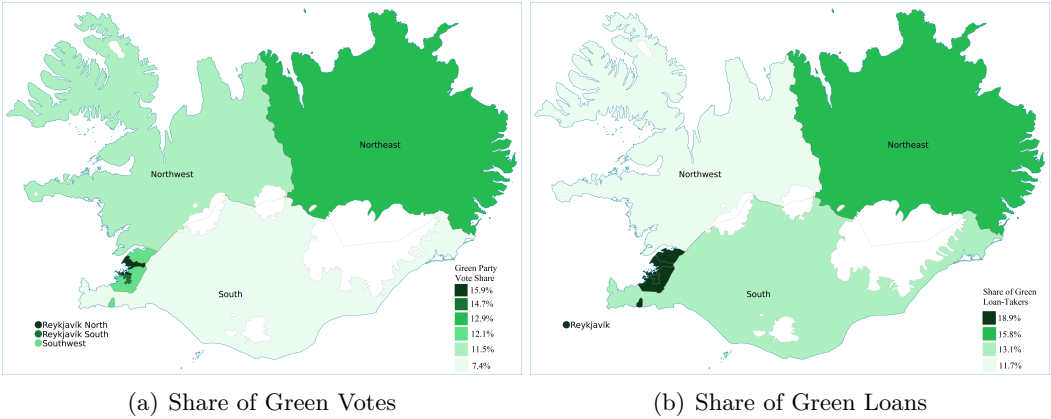 Northeast
Northwest
South
Reykjavík North
Reykjavík South
Southwest
Green Party
Vote Share
15.9%
14.7%
12.9%
12.1%
11.5%
7.4%
(a) Share of Green Votes
Northeast
Northwest
South
Reykjavík
Share of Green
Loan-Takers
18.9%
15.8%
13.1%
11.7%
(b) Share of Green Loans